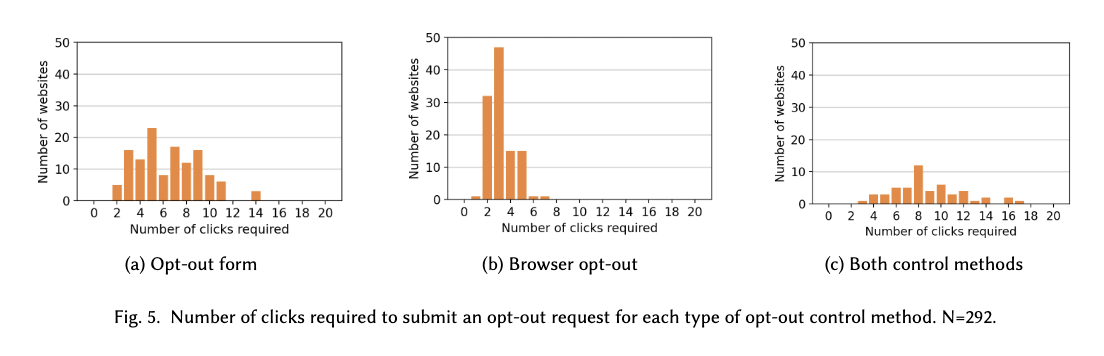 50
40
30
20
10
0
Number of websites
0 2 4 6 8 10 12 14 16 18 20
Number of clicks required
(a) Opt-out form
50
40
30
20
10
0
Number of websites
0 2 4 6 8 10 12 14 16 18 20
Number of clicks required
(b) Browser opt-out
50
40
30
20
10
0
Number of websites
0 2 4 6 8 10 12 14 16 18 20
Number of clicks required
(c) Both control methods
Fig. 5. Number of clicks required to submit an opt-out request for each type of opt-out control method. N=292.